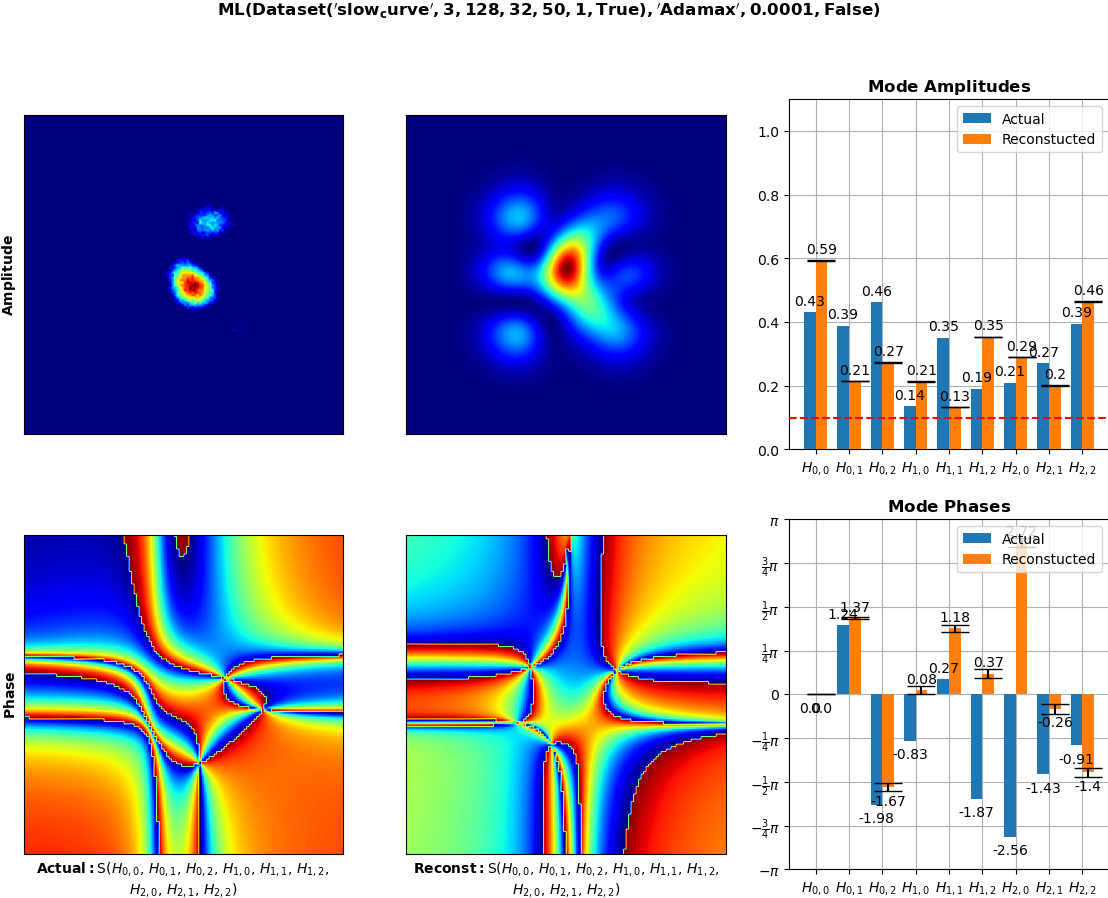 ML(Dataset('slow_curve', 3, 128, 32, 50, 1, True), 'Adamax', 0.0001, False)
Mode Amplitudes
Amplitude
Actual
Reconstucted
1.0
0.8
0.6
0.4
0.2
0.0
0.43 0.59
0.39 0.21
0.46 0.27
0.14 0.21
0.35 0.13
0.19 0.35
0.21 0.29
0.27 0.2
0.39 0.46
H0,0 H0,1 H0,2 H1,0 H1,1 H1,2 H2,0 H2,1 H2,2
Mode Phases
Phase
Actual
Reconstucted
π
3/4π
1/2π
1/4π
0
−1/4π
−1/2π
−3/4π
−π
0.0 0.0
1.24 1.37
-1.98 -1.67
-0.83 0.08
0.27 1.18
-1.87 0.37
-2.56 2.72
-1.43 -0.26
-0.91 -1.4
H0,0 H0,1 H0,2 H1,0 H1,1 H1,2 H2,0 H2,1 H2,2
Actual: S(H0,0, H0,1, H0,2, H1,0, H1,1, H1,2,
H2,0, H2,1, H2,2)
Reconst: S(H0,0, H0,1, H0,2, H1,0, H1,1, H1,2,
H2,0, H2,1, H2,2)